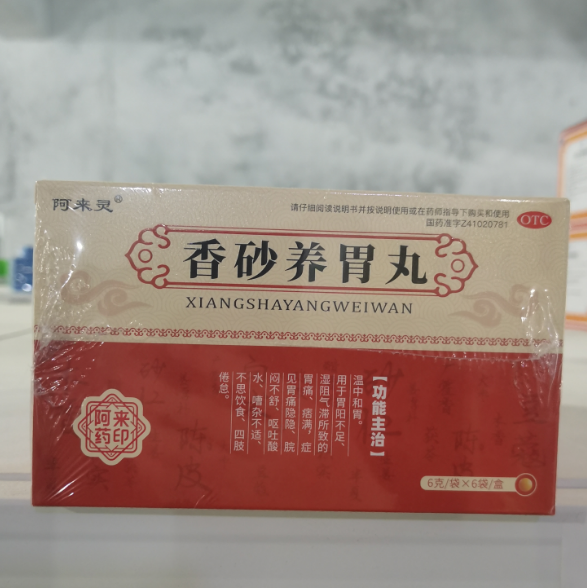 阿来灵®
请仔细阅读说明书并按说明使用或在药师指导下购买和使用
国药准字Z41020781
OTC
香砂养胃丸
XIANGSHAYANGWEIWAN
【功能主治】
温中和胃。
用于胃阳不足、
湿阻气滞所致的
胃痛、痞满，症
见胃痛隐隐、脘
闷不舒、呕吐酸
水、嘈杂不适、
不思饮食、四肢
倦怠。
阿来
药印
6克/袋×6袋/盒